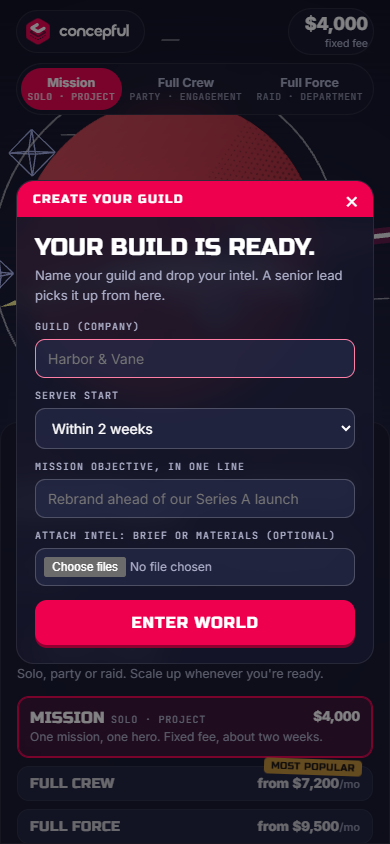 concepful
$4,000
fixed fee
Mission
SOLO · PROJECT
Full Crew
PARTY · ENGAGEMENT
Full Force
RAID · DEPARTMENT
CREATE YOUR GUILD
×
YOUR BUILD IS READY.
Name your guild and drop your intel. A senior lead
picks it up from here.
GUILD (COMPANY)
Harbor & Vane
SERVER START
Within 2 weeks
MISSION OBJECTIVE, IN ONE LINE
Rebrand ahead of our Series A launch
ATTACH INTEL: BRIEF OR MATERIALS (OPTIONAL)
Choose files No file chosen
ENTER WORLD
Solo, party or raid. Scale up whenever you're ready.
MISSION SOLO · PROJECT
$4,000
One mission, one hero. Fixed fee, about two weeks.
MOST POPULAR
FULL CREW
from $7,200/mo
FULL FORCE
from $9,500/mo